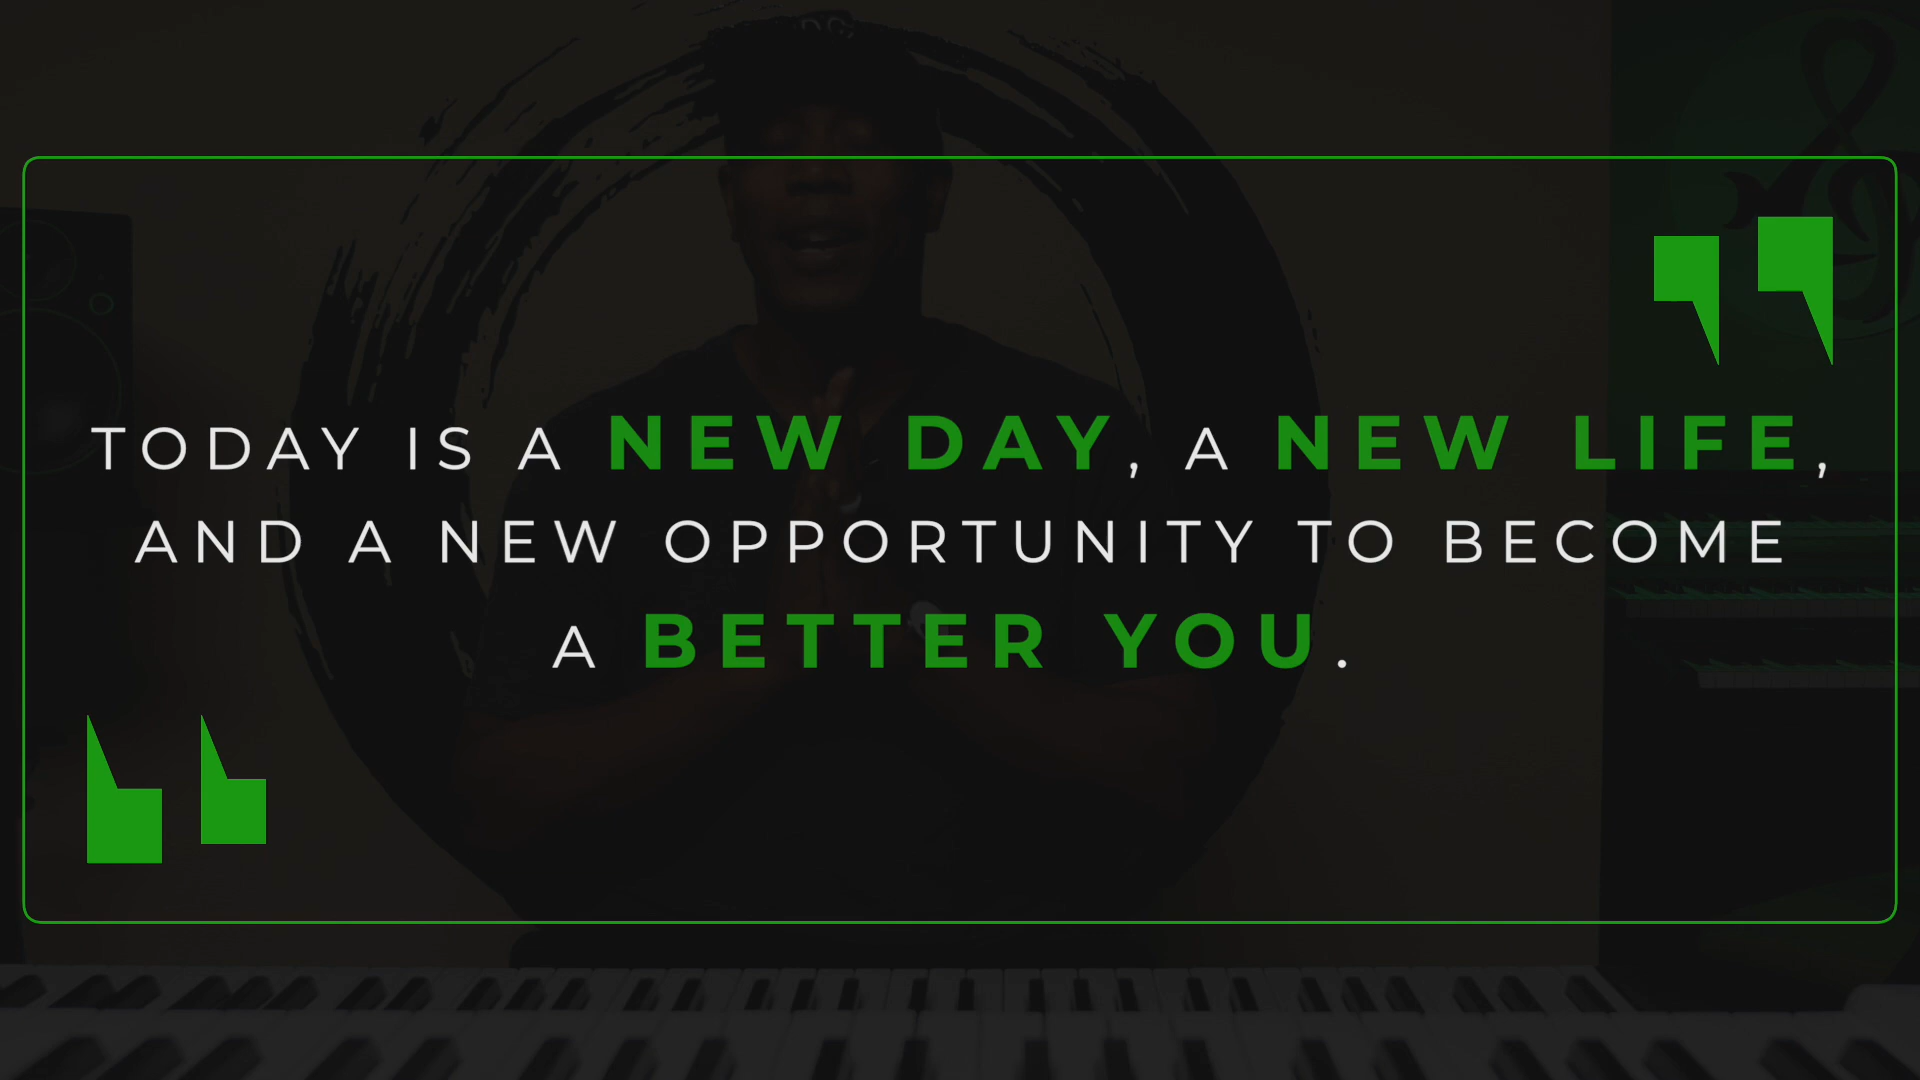 TODAY IS A NEW DAY, A NEW LIFE,
AND A NEW OPPORTUNITY TO BECOME
A BETTER YOU.